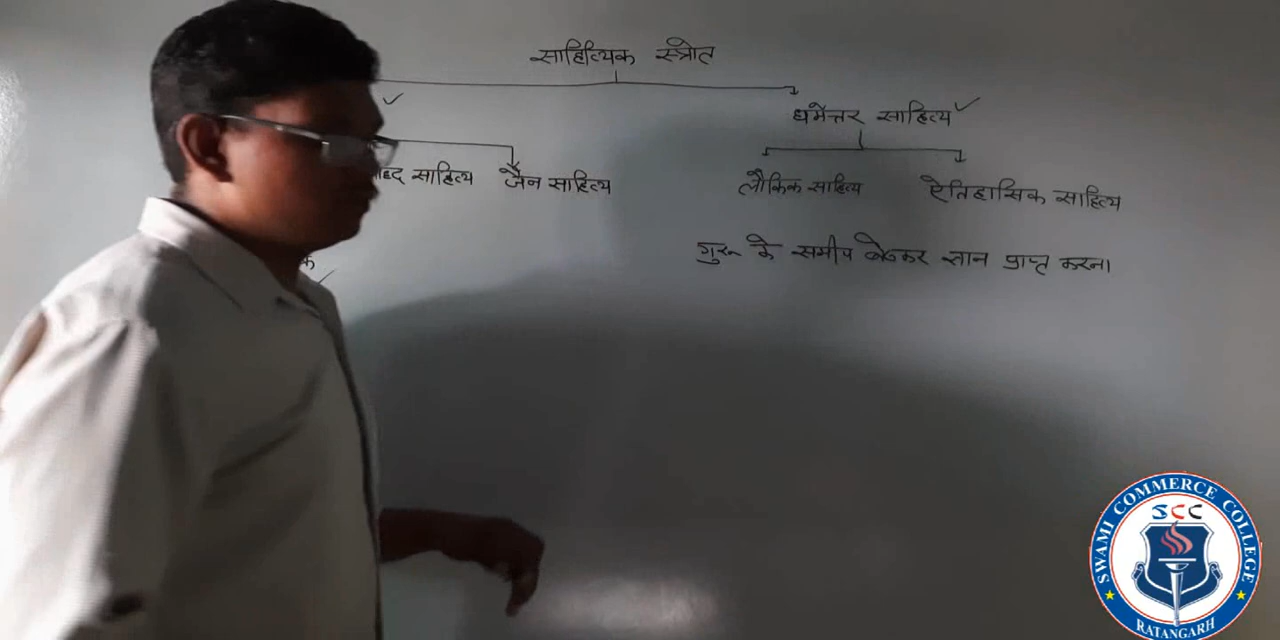 साहित्यिक स्त्रोत
धर्मेत्तर साहित्य
साहित्य जैन साहित्य
लौकिक साहित्य ऐतिहासिक साहित्य
गुरू के समीप बैठकर ज्ञान प्राप्त करना
SWAMI COMMERCE COLLEGE
SCC
RATANGARH